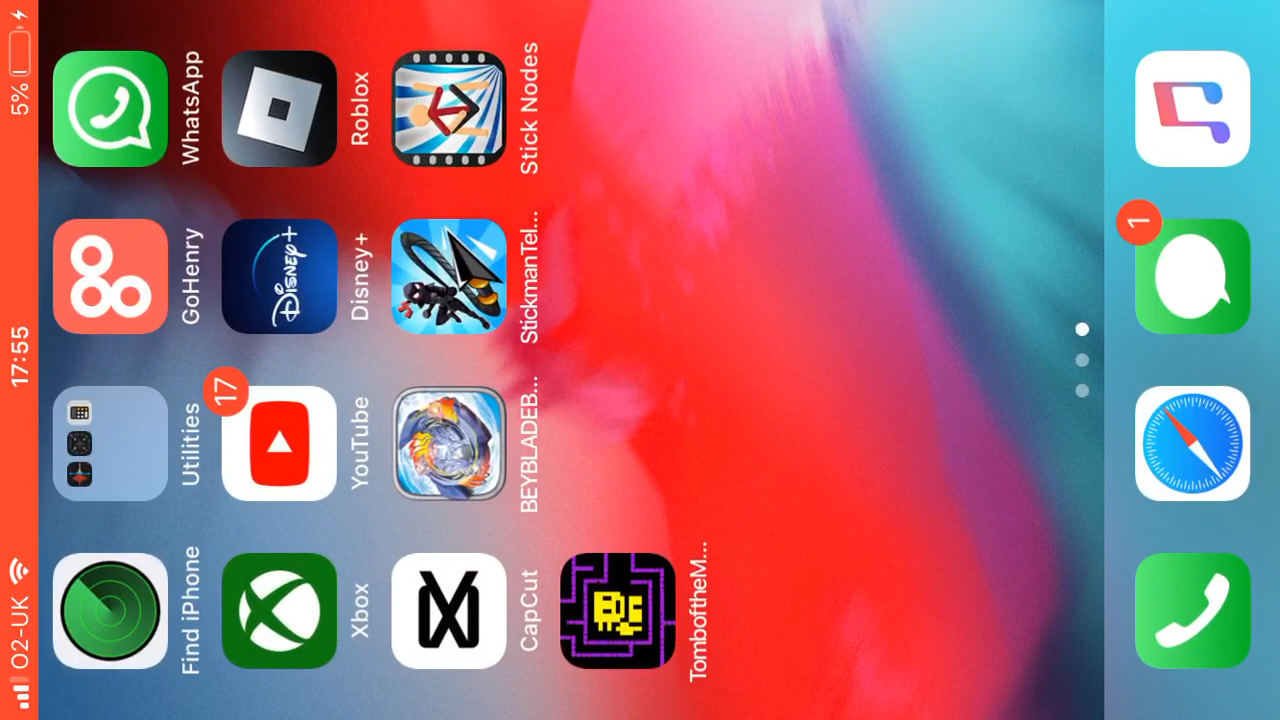 O2-UK 17:55 5%
Find iPhone Utilities GoHenry WhatsApp
17
Xbox YouTube Disney+ Roblox
Disney+
CapCut BEYBLADEB... StickmanTel... Stick Nodes
TomboftheM...
1